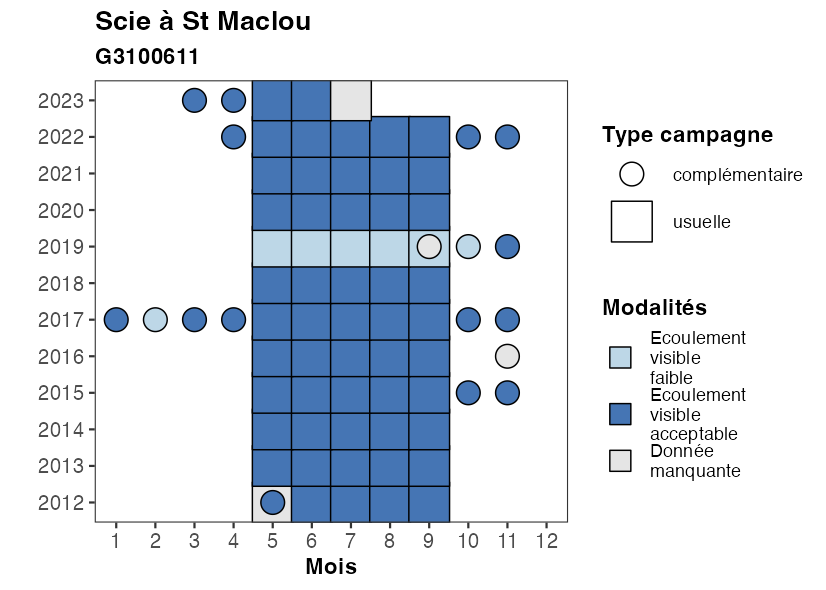 Scie à St Maclou
G3100611
2023
2022
2021
2020
2019
2018
2017
2016
2015
2014
2013
2012
1 2 3 4 5 6 7 8 9 10 11 12
Mois
Type campagne
complémentaire
usuelle
Modalités
Ecoulement
visible
faible
Ecoulement
visible
acceptable
Donnée
manquante